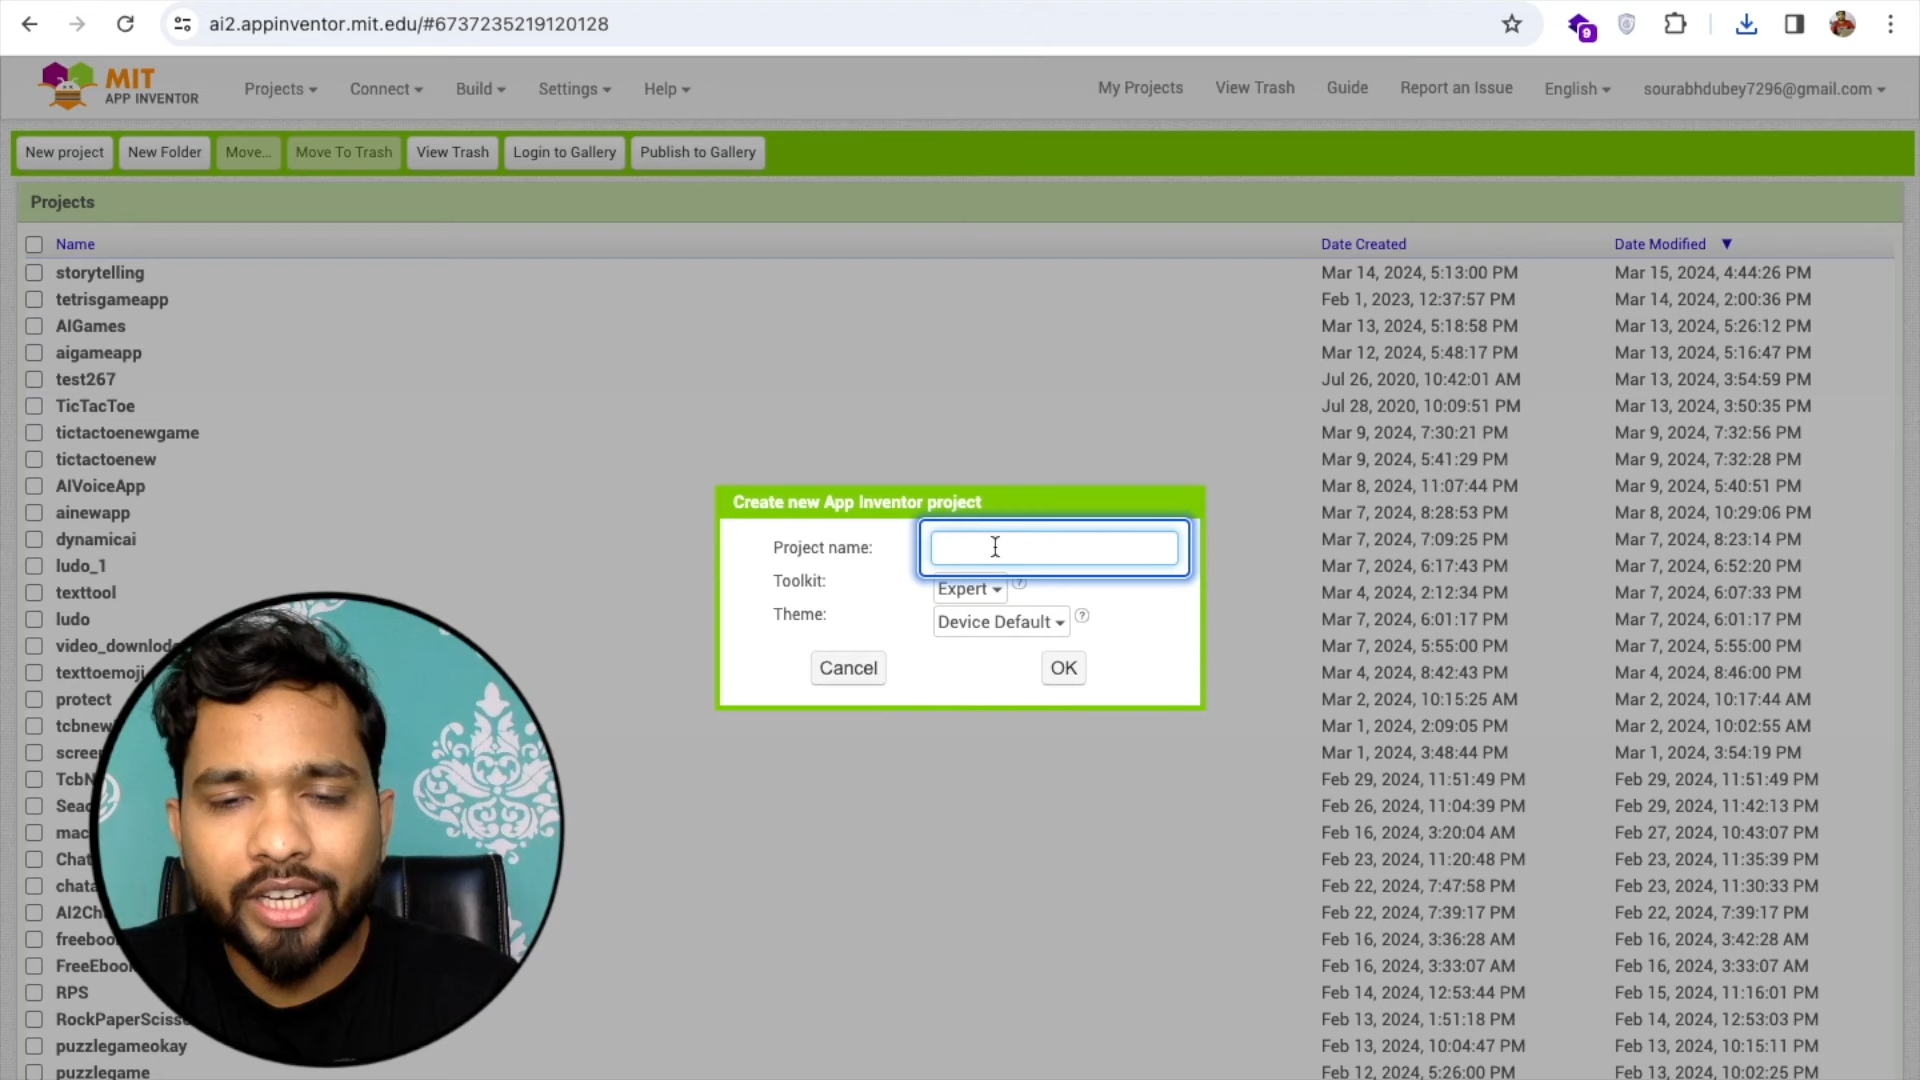 ai2.appinventor.mit.edu/#6737235219120128
9
MIT
APP INVENTOR
Projects
Connect
Build
Settings
Help
My Projects
View Trash
Guide
Report an Issue
English
sourabhdubey7296@gmail.com
New project
New Folder
Move...
Move To Trash
View Trash
Login to Gallery
Publish to Gallery
Projects
Name Date Created Date Modified ▼
storytelling Mar 14, 2024, 5:13:00 PM Mar 15, 2024, 4:44:26 PM
tetrisgameapp Feb 1, 2023, 12:37:57 PM Mar 14, 2024, 2:00:36 PM
AIGames Mar 13, 2024, 5:18:58 PM Mar 13, 2024, 5:26:12 PM
aigameapp Mar 12, 2024, 5:48:17 PM Mar 13, 2024, 5:16:47 PM
test267 Jul 26, 2020, 10:42:01 AM Mar 13, 2024, 3:54:59 PM
TicTacToe Jul 28, 2020, 10:09:51 PM Mar 13, 2024, 3:50:35 PM
tictactoenewgame Mar 9, 2024, 7:30:21 PM Mar 9, 2024, 7:32:56 PM
tictactoenew Mar 9, 2024, 5:41:29 PM Mar 9, 2024, 7:32:28 PM
AIVoiceApp Mar 8, 2024, 11:07:44 PM Mar 9, 2024, 5:40:51 PM
ainewapp Mar 7, 2024, 8:28:53 PM Mar 8, 2024, 10:29:06 PM
dynamicai Mar 7, 2024, 7:09:25 PM Mar 7, 2024, 8:23:14 PM
ludo_1 Mar 7, 2024, 6:17:43 PM Mar 7, 2024, 6:52:20 PM
texttool Mar 4, 2024, 2:12:34 PM Mar 7, 2024, 6:07:33 PM
ludo Mar 7, 2024, 6:01:17 PM Mar 7, 2024, 6:01:17 PM
video_downlod Mar 7, 2024, 5:55:00 PM Mar 7, 2024, 5:55:00 PM
texttoemoji Mar 4, 2024, 8:42:43 PM Mar 4, 2024, 8:46:00 PM
protect Mar 2, 2024, 10:15:25 AM Mar 2, 2024, 10:17:44 AM
tcbnew Mar 1, 2024, 2:09:05 PM Mar 2, 2024, 10:02:55 AM
screen Mar 1, 2024, 3:48:44 PM Mar 1, 2024, 3:54:19 PM
TcbN Feb 29, 2024, 11:51:49 PM Feb 29, 2024, 11:51:49 PM
Feb 26, 2024, 11:04:39 PM Feb 29, 2024, 11:42:13 PM
mac Feb 16, 2024, 3:20:04 AM Feb 27, 2024, 10:43:07 PM
Chat Feb 23, 2024, 11:20:48 PM Feb 23, 2024, 11:35:39 PM
chata Feb 22, 2024, 7:47:58 PM Feb 23, 2024, 11:30:33 PM
AI2Ch Feb 22, 2024, 7:39:17 PM Feb 22, 2024, 7:39:17 PM
freeboo Feb 16, 2024, 3:36:28 AM Feb 16, 2024, 3:42:28 AM
FreeEbook Feb 16, 2024, 3:33:07 AM Feb 16, 2024, 3:33:07 AM
RPS Feb 14, 2024, 12:53:44 PM Feb 15, 2024, 11:16:01 PM
RockPaperScisso Feb 13, 2024, 1:51:18 PM Feb 14, 2024, 12:53:03 PM
puzzlegameokay Feb 13, 2024, 10:04:47 PM Feb 13, 2024, 10:15:11 PM
puzzlegame Feb 12, 2024, 5:26:00 PM Feb 13, 2024, 10:02:25 PM
Create new App Inventor project
Project name:
Toolkit: Expert ?
Theme: Device Default ?
Cancel OK